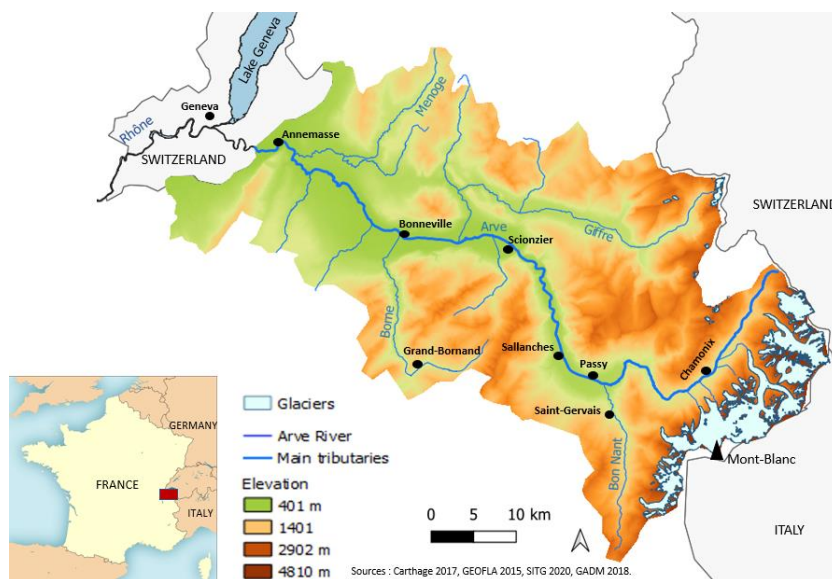 Lake Geneva
Geneva
Rhône
Annemasse
SWITZERLAND
Menoge
SWITZERLAND
Bonneville
Arve
Scionzier
Giffre
Borne
Grand-Bornand
Sallanches
Passy
Chamonix
Saint-Gervais
Bon Nant
Mont-Blanc
ITALY
GERMANY
FRANCE
ITALY
Glaciers
Arve River
Main tributaries
Elevation
401 m
1401
2902 m
4810 m
0 5 10 km
Sources : Carthage 2017, GEOFLA 2015, SITG 2020, GADM 2018.